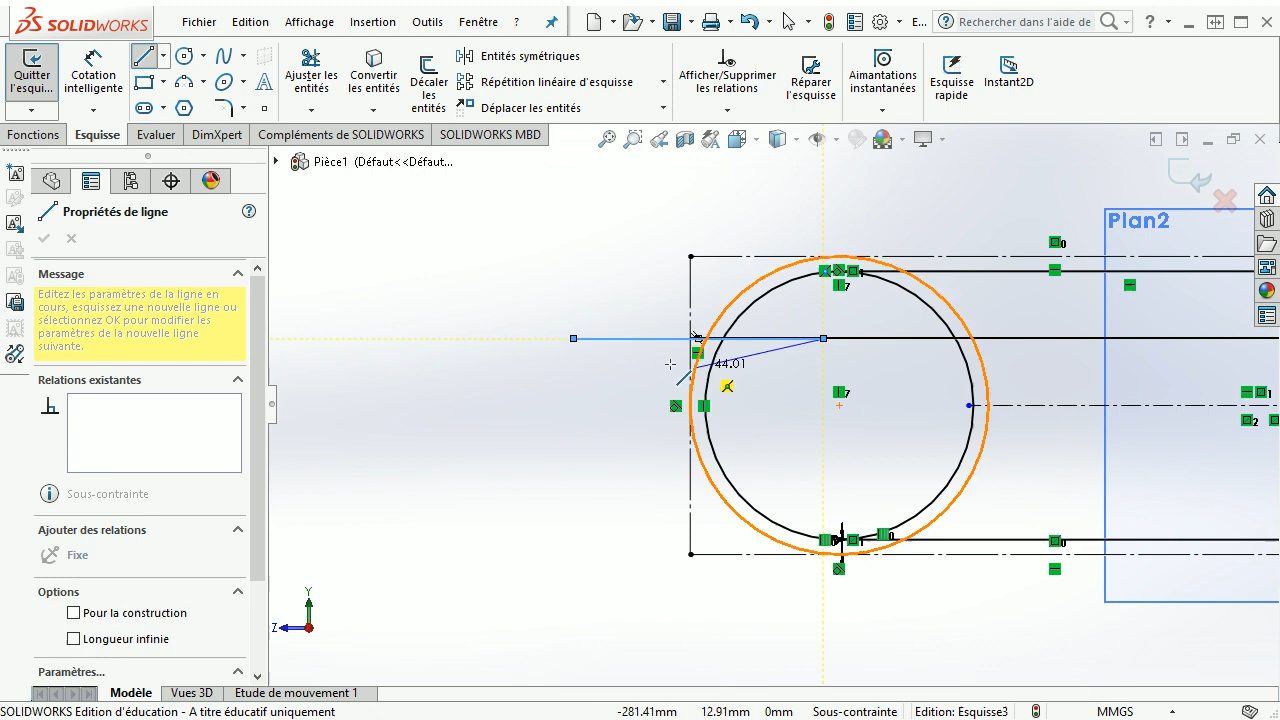 SOLIDWORKS
Fichier Edition Affichage Insertion Outils Fenêtre ?
E...
Rechercher dans l'aide de
?
Quitter l'esqui...
Cotation intelligente
Ajuster les entités
Convertir les entités
Décaler les entités
Entités symétriques
Répétition linéaire d'esquisse
Déplacer les entités
Afficher/Supprimer les relations
Réparer l'esquisse
Aimantations instantanées
Esquisse rapide
Instant2D
Fonctions Esquisse Evaluer DimXpert Compléments de SOLIDWORKS SOLIDWORKS MBD
Pièce1 (Défaut<<Défaut...
Propriétés de ligne
Message
Editez les paramètres de la ligne en
cours, esquissez une nouvelle ligne ou
sélectionnez OK pour modifier les
paramètres de la nouvelle ligne
suivante.
Relations existantes
Sous-contrainte
Ajouter des relations
Fixe
Options
Pour la construction
Longueur infinie
Paramètres...
Plan2
44.01
Y
Z
Modèle Vues 3D Etude de mouvement 1
SOLIDWORKS Edition d'éducation - A titre éducatif uniquement
-281.41mm 12.91mm 0mm Sous-contrainte Edition: Esquisse3 MMGS